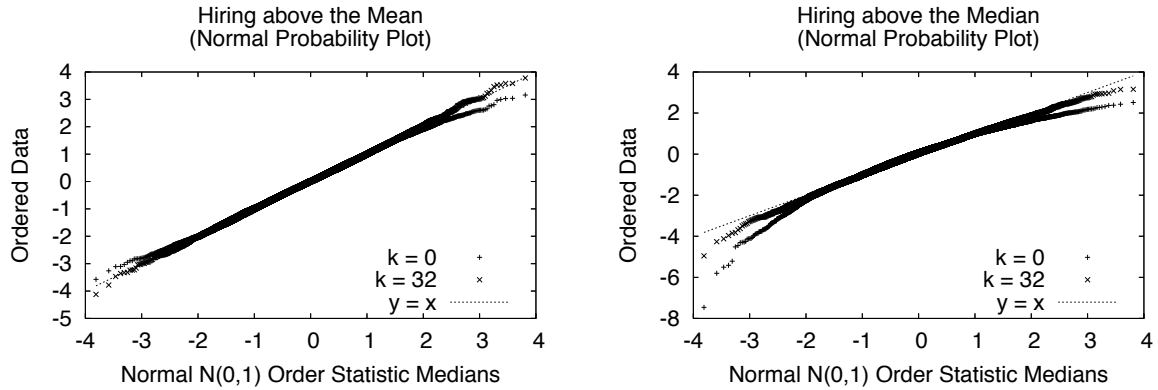 Hiring above the Mean
(Normal Probability Plot)
4
3
2
1
0
-1
-2
-3
-4
-5
-4 -3 -2 -1 0 1 2 3 4
Ordered Data
Normal N(0,1) Order Statistic Medians
k = 0
k = 32
y = x
Hiring above the Median
(Normal Probability Plot)
4
2
0
-2
-4
-6
-8
-4 -3 -2 -1 0 1 2 3 4
Ordered Data
Normal N(0,1) Order Statistic Medians
k = 0
k = 32
y = x